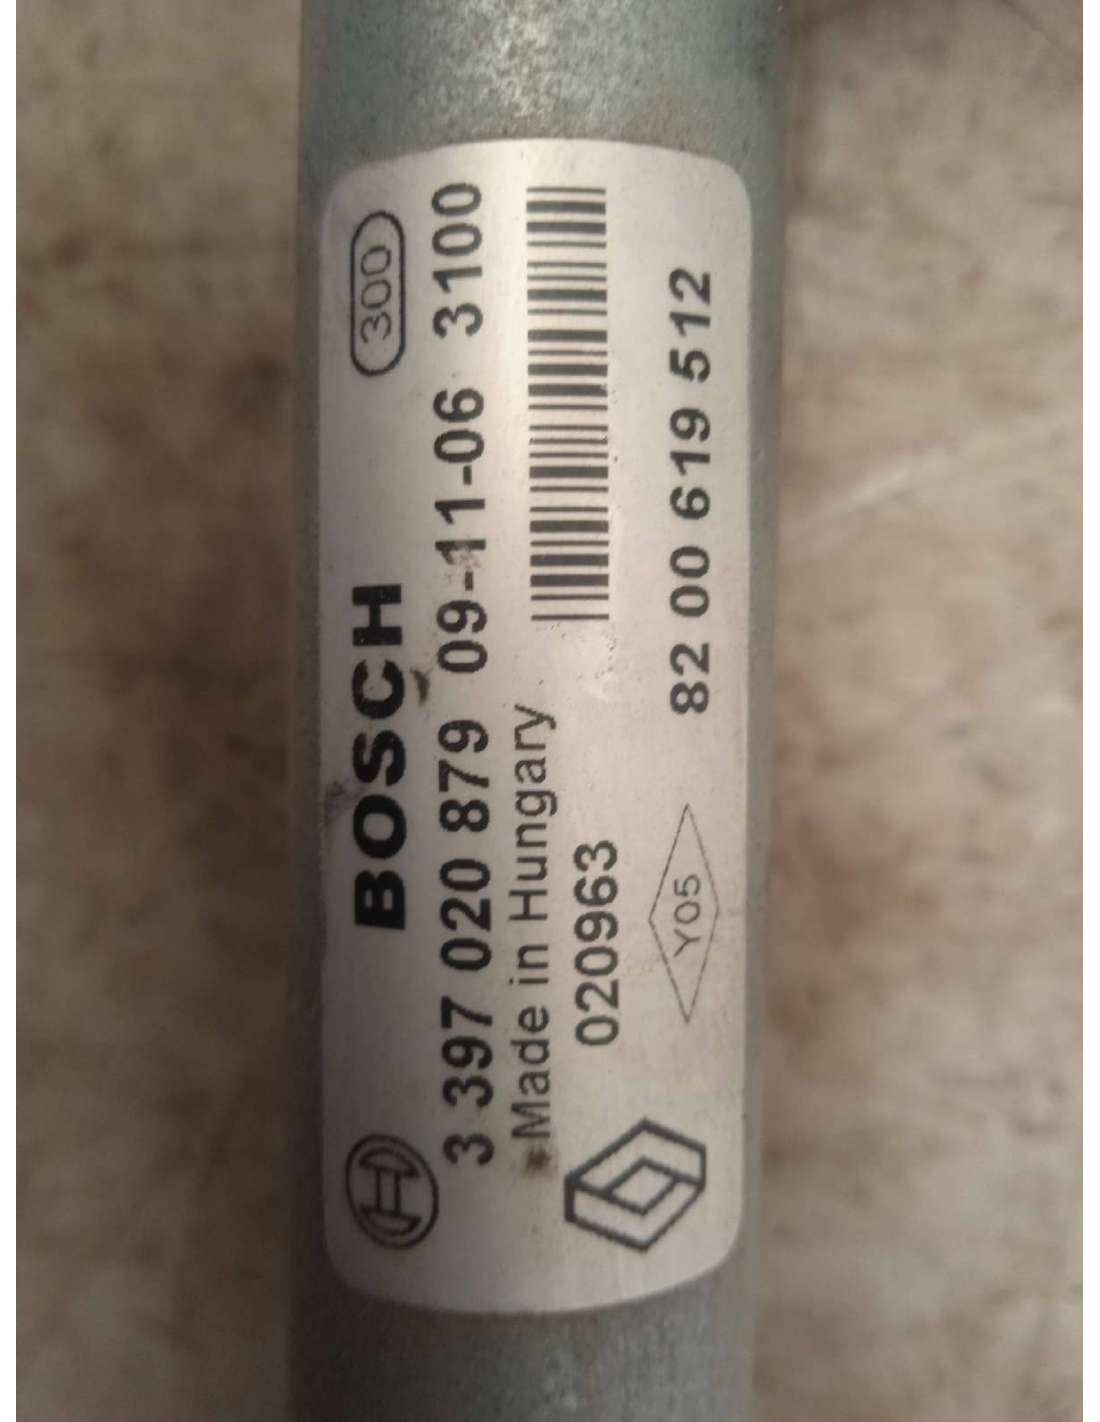 BOSCH 300
3 397 020 879 09-11-06 3100
Made in Hungary
020963
Y05 82 00 619 512